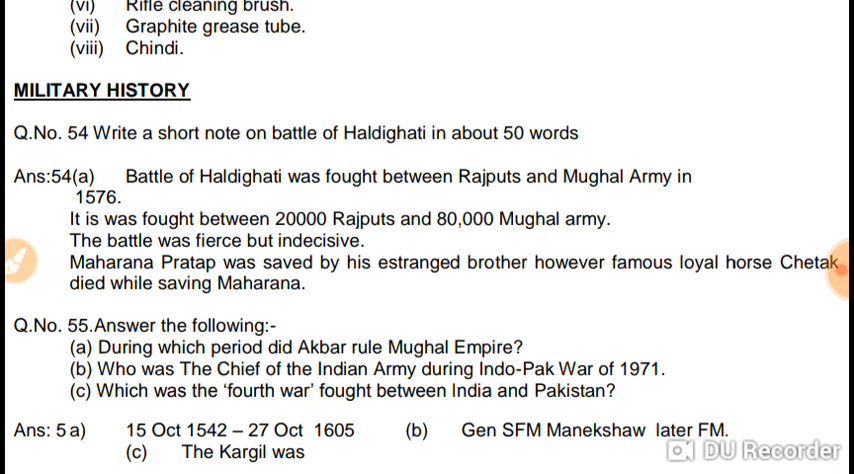 (vi) Rifle cleaning brush.
(vii) Graphite grease tube.
(viii) Chindi.
MILITARY HISTORY
Q.No. 54 Write a short note on battle of Haldighati in about 50 words
Ans:54(a) Battle of Haldighati was fought between Rajputs and Mughal Army in
1576.
It is was fought between 20000 Rajputs and 80,000 Mughal army.
The battle was fierce but indecisive.
Maharana Pratap was saved by his estranged brother however famous loyal horse Chetak
died while saving Maharana.
Q.No. 55.Answer the following:-
(a) During which period did Akbar rule Mughal Empire?
(b) Who was The Chief of the Indian Army during Indo-Pak War of 1971.
(c) Which was the ‘fourth war’ fought between India and Pakistan?
Ans: 5 a) 15 Oct 1542 – 27 Oct 1605 (b) Gen SFM Manekshaw later FM.
(c) The Kargil was
DU Recorder